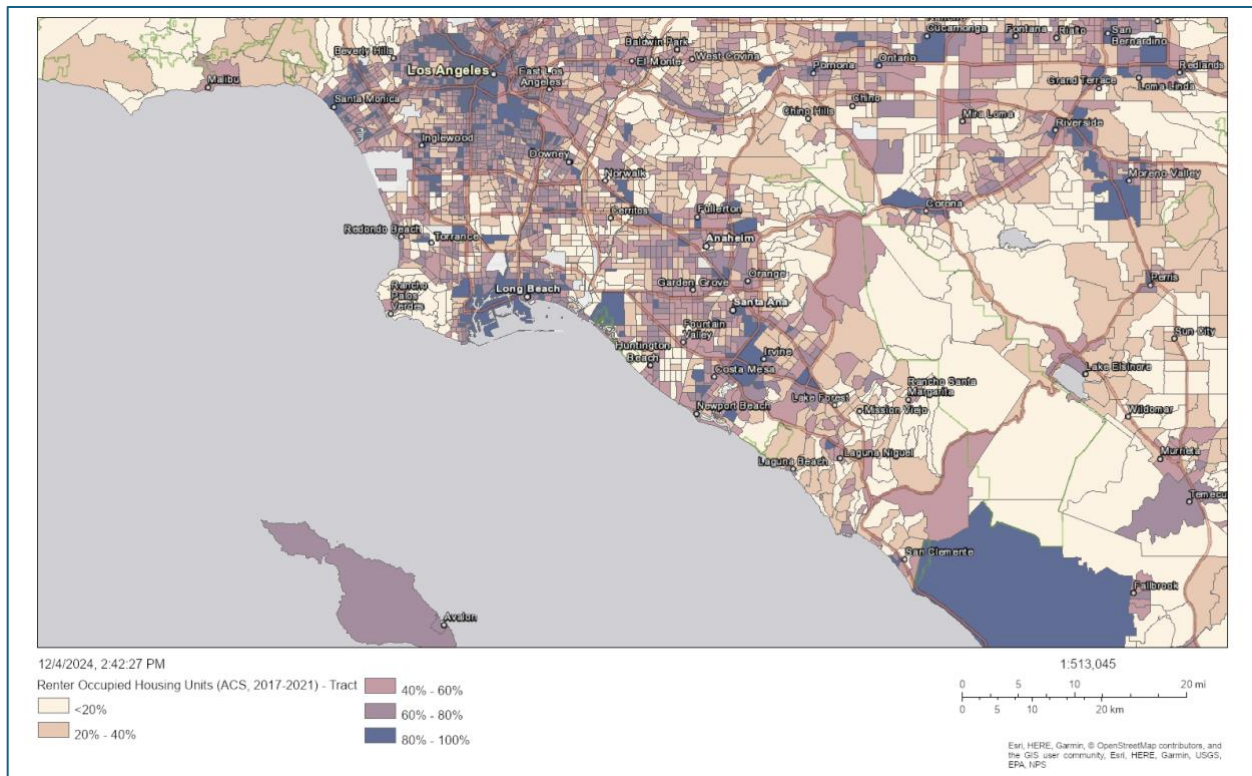 Cucamonga
Fontana
Rialto
San
Bernardino
Baldwin Park
Beverly Hills
West Covina
El Monte
Los Angeles
East Los
Angeles
Pomona
Ontario
Redlands
Malibu
Grand Terrace
Loma Linda
Santa Monica
Chino
Chino Hills
Mira Loma
Riverside
Inglewood
Downey
Norwalk
Moreno Valley
Cerritos
Fullerton
Corona
Redondo Beach
Torrance
Anaheim
Orange
Perris
Rancho
Palos
Verdes
Long Beach
Garden Grove
Santa Ana
Fountain
Valley
Sun City
Huntington
Beach
Irvine
Costa Mesa
Lake Elsinore
Rancho Santa
Margarita
Lake Forest
Mission Viejo
Newport Beach
Wildomar
Laguna Beach
Laguna Niguel
Murrieta
Temecu
San Clemente
Fallbrook
Avalon
12/4/2024, 2:42:27 PM
1:513,045
Renter Occupied Housing Units (ACS, 2017-2021) - Tract
<20%
20% - 40%
40% - 60%
60% - 80%
80% - 100%
0 5 10 20 mi
0 5 10 20 km
Esri, HERE, Garmin, © OpenStreetMap contributors, and
the GIS user community, Esri, HERE, Garmin, USGS,
EPA, NPS